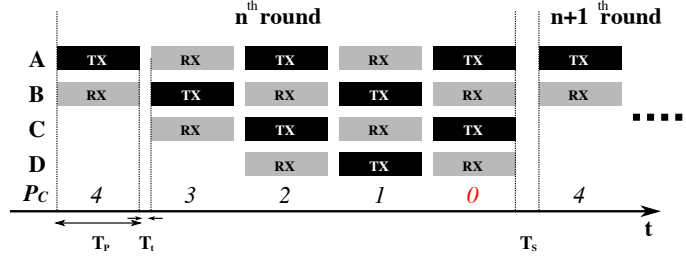 nth round n+1 th round
A TX RX TX RX TX TX
B RX TX RX TX RX RX
C RX TX RX TX
D RX TX RX
PC 4 3 2 1 0 4
t
TP Tt TS